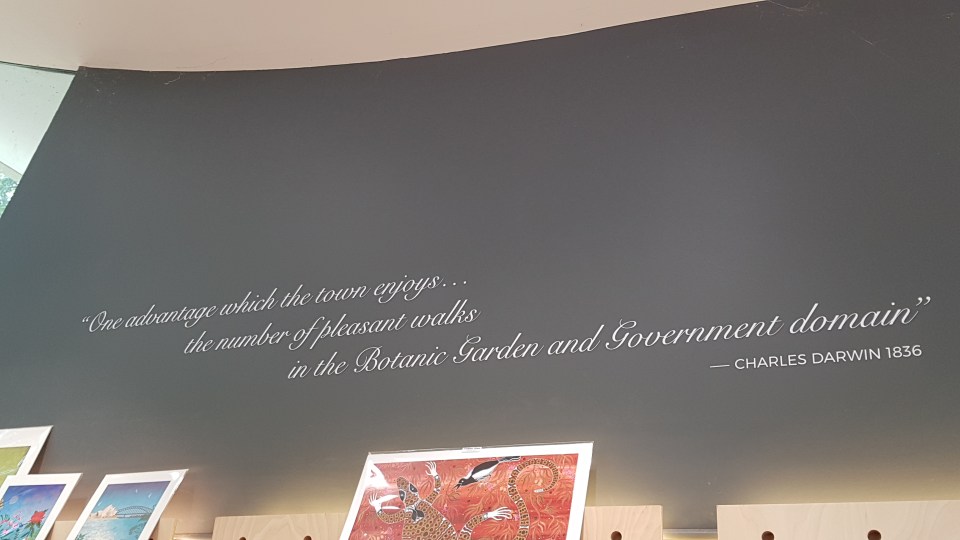 “One advantage which the town enjoys...
the number of pleasant walks
in the Botanic Garden and Government domain”
— CHARLES DARWIN 1836